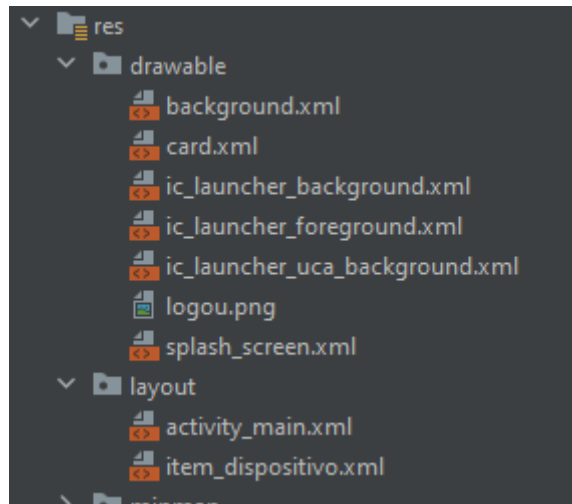 res
drawable
background.xml
card.xml
ic_launcher_background.xml
ic_launcher_foreground.xml
ic_launcher_uca_background.xml
logou.png
splash_screen.xml
layout
activity_main.xml
item_dispositivo.xml